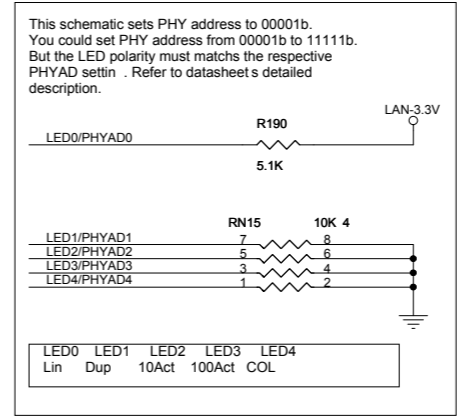 This schematic sets PHY address to 00001b.
You could set PHY address from 00001b to 11111b.
But the LED polarity must matchs the respective
PHYAD settin . Refer to datasheet s detailed
description.
LAN-3.3V
R190
LED0/PHYAD0
5.1K
RN15 10K 4
LED1/PHYAD1 7 8
LED2/PHYAD2 5 6
LED3/PHYAD3 3 4
LED4/PHYAD4 1 2
LED0 LED1 LED2 LED3 LED4
Lin Dup 10Act 100Act COL